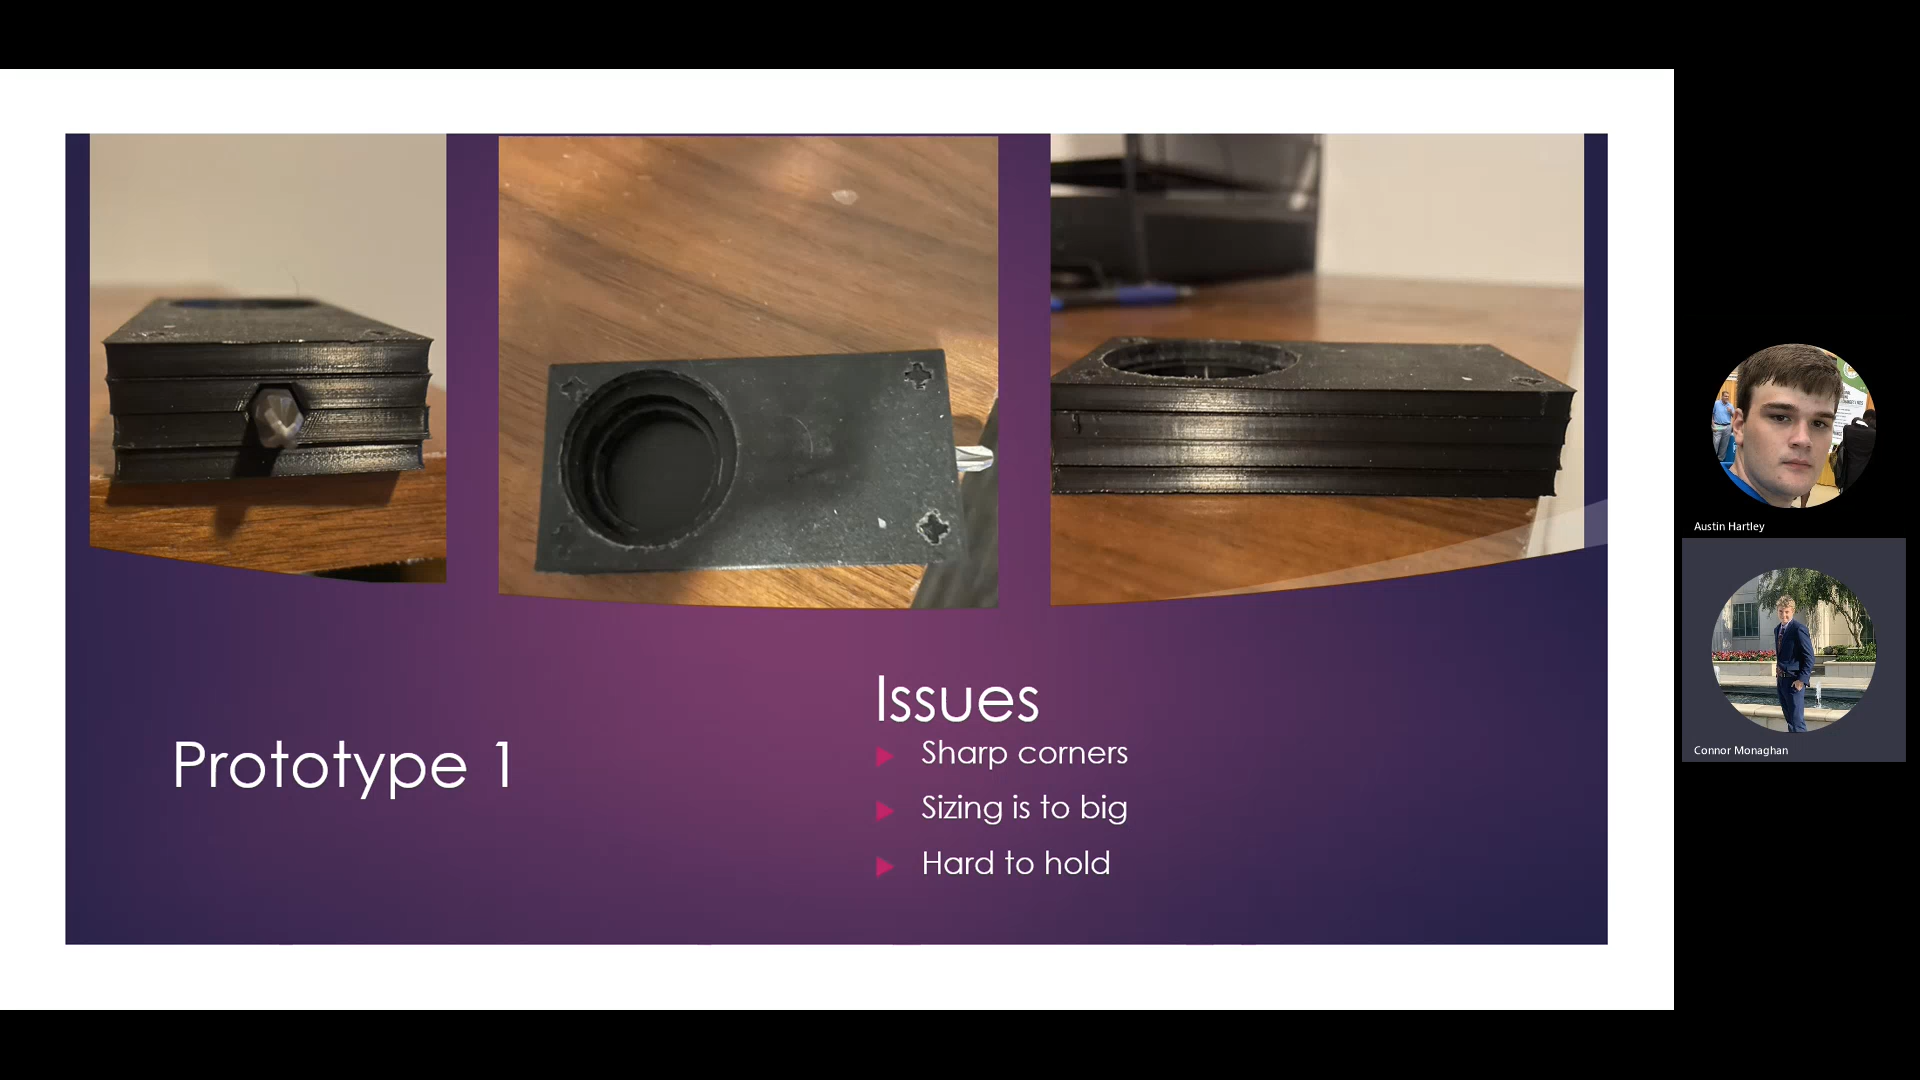 Prototype 1
Issues
Sharp corners
Sizing is to big
Hard to hold
Austin Hartley
Connor Monaghan